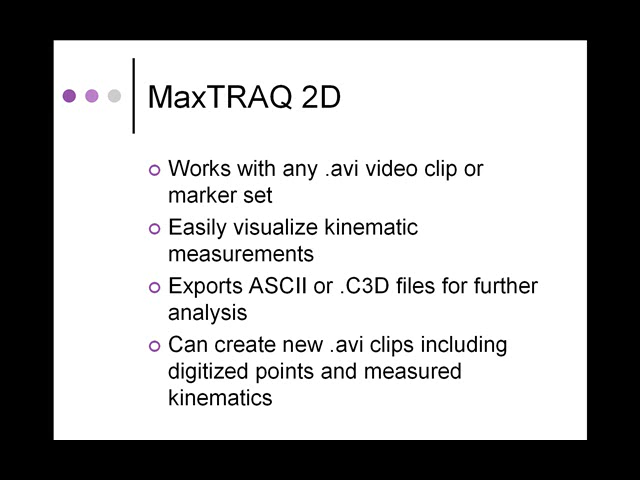 MaxTRAQ 2D
Works with any .avi video clip or
marker set
Easily visualize kinematic
measurements
Exports ASCII or .C3D files for further
analysis
Can create new .avi clips including
digitized points and measured
kinematics